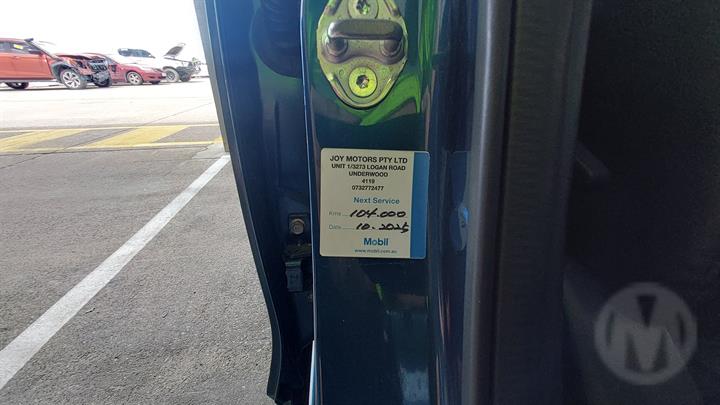 JOY MOTORS PTY LTD
UNIT 1/3273 LOGAN ROAD
UNDERWOOD
4119
0732772477
Next Service
Kms 104.000
Date 10.2025
Mobil
www.mobil.com.au
M